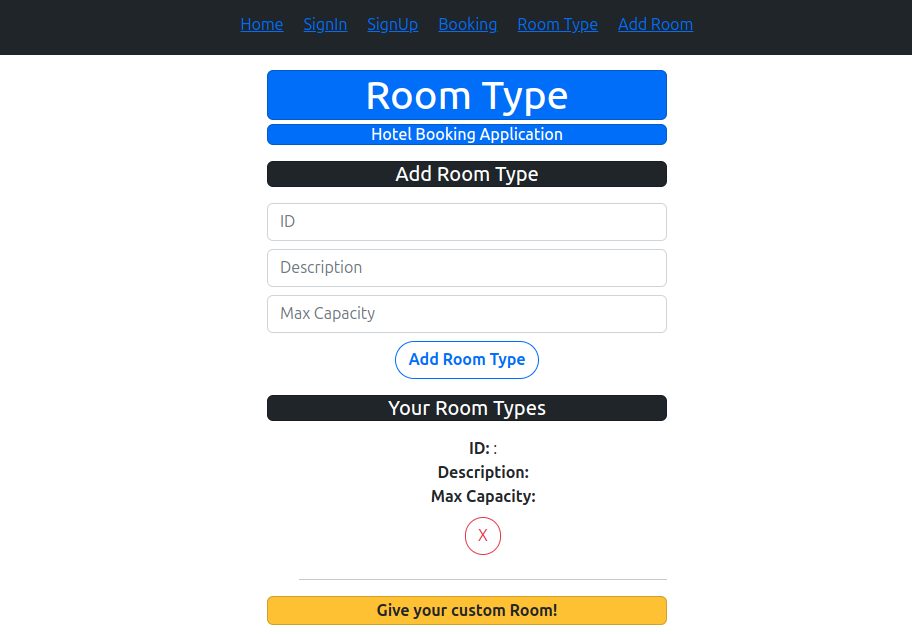 Home SignIn SignUp Booking Room Type Add Room
Room Type
Hotel Booking Application
Add Room Type
ID
Description
Max Capacity
Add Room Type
Your Room Types
ID: :
Description:
Max Capacity:
X
Give your custom Room!